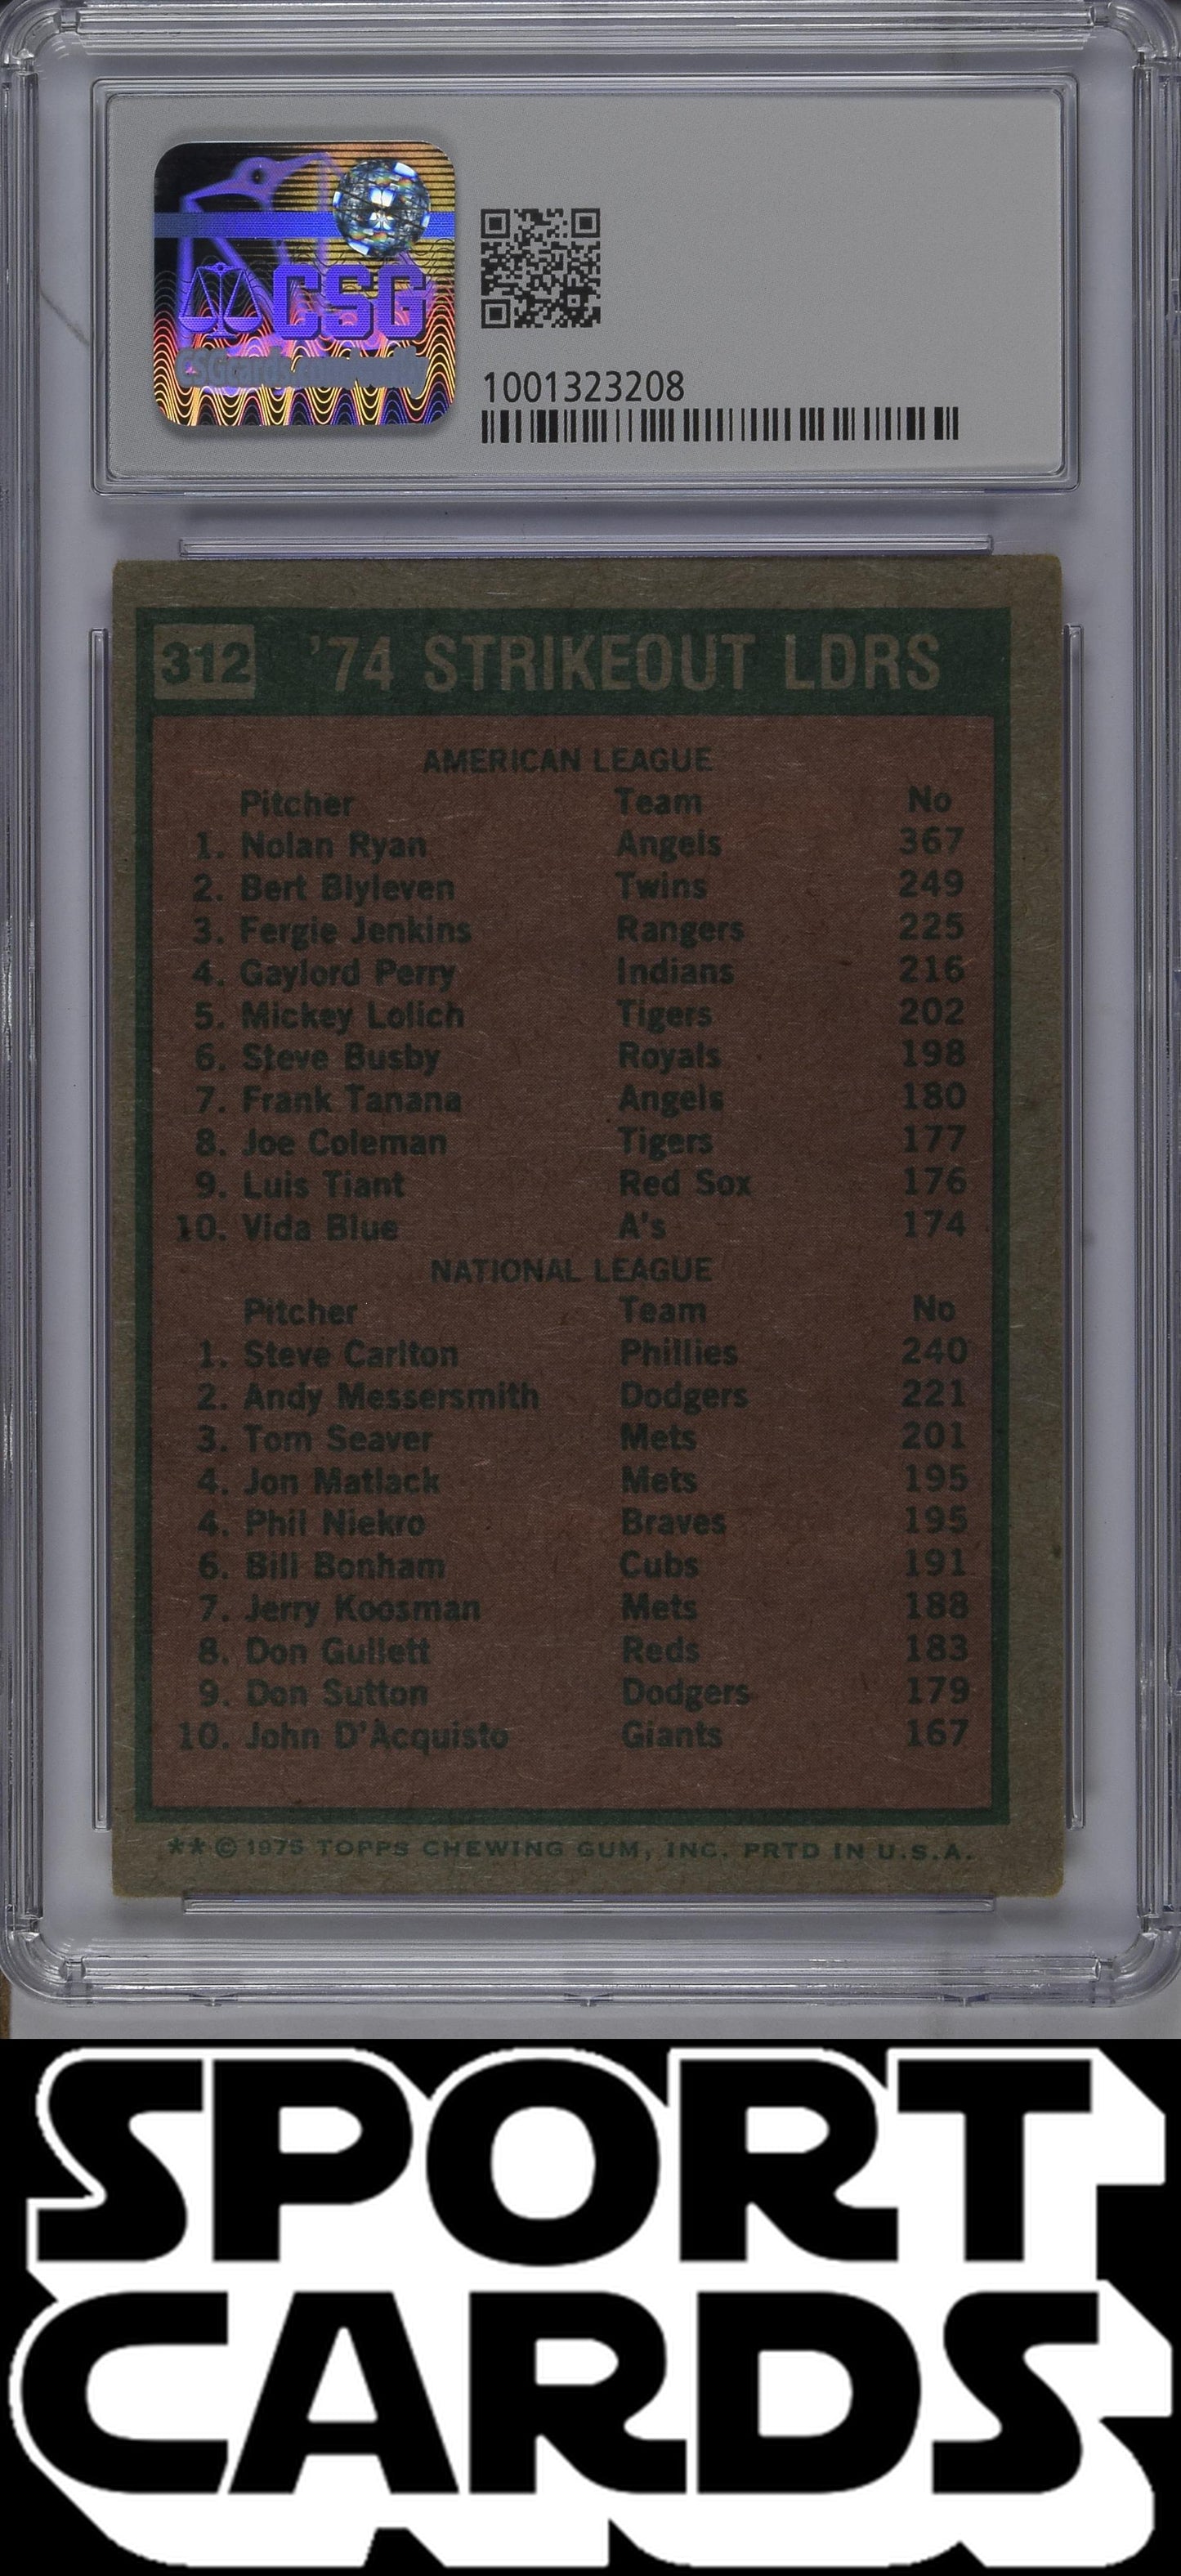 CSG
1001323208
312 '74 STRIKEOUT LDRS
AMERICAN LEAGUE
Pitcher Team No
1. Nolan Ryan Angels 367
2. Bert Blyleven Twins 249
3. Fergie Jenkins Rangers 225
4. Gaylord Perry Indians 216
5. Mickey Lolich Tigers 202
6. Steve Busby Royals 198
7. Frank Tanana Angels 180
8. Joe Coleman Tigers 177
9. Luis Tiant Red Sox 176
10. Vida Blue A's 174
NATIONAL LEAGUE
Pitcher Team No
1. Steve Carlton Phillies 240
2. Andy Messersmith Dodgers 221
3. Tom Seaver Mets 201
4. Jon Matlack Mets 195
4. Phil Niekro Braves 195
6. Bill Bonham Cubs 191
7. Jerry Koosman Mets 188
8. Don Gullett Reds 183
9. Don Sutton Dodgers 179
10. John D'Acquisto Giants 167
** © 1975 TOPPS CHEWING GUM, INC. PRTD IN U.S.A.
SPORT
CARDS